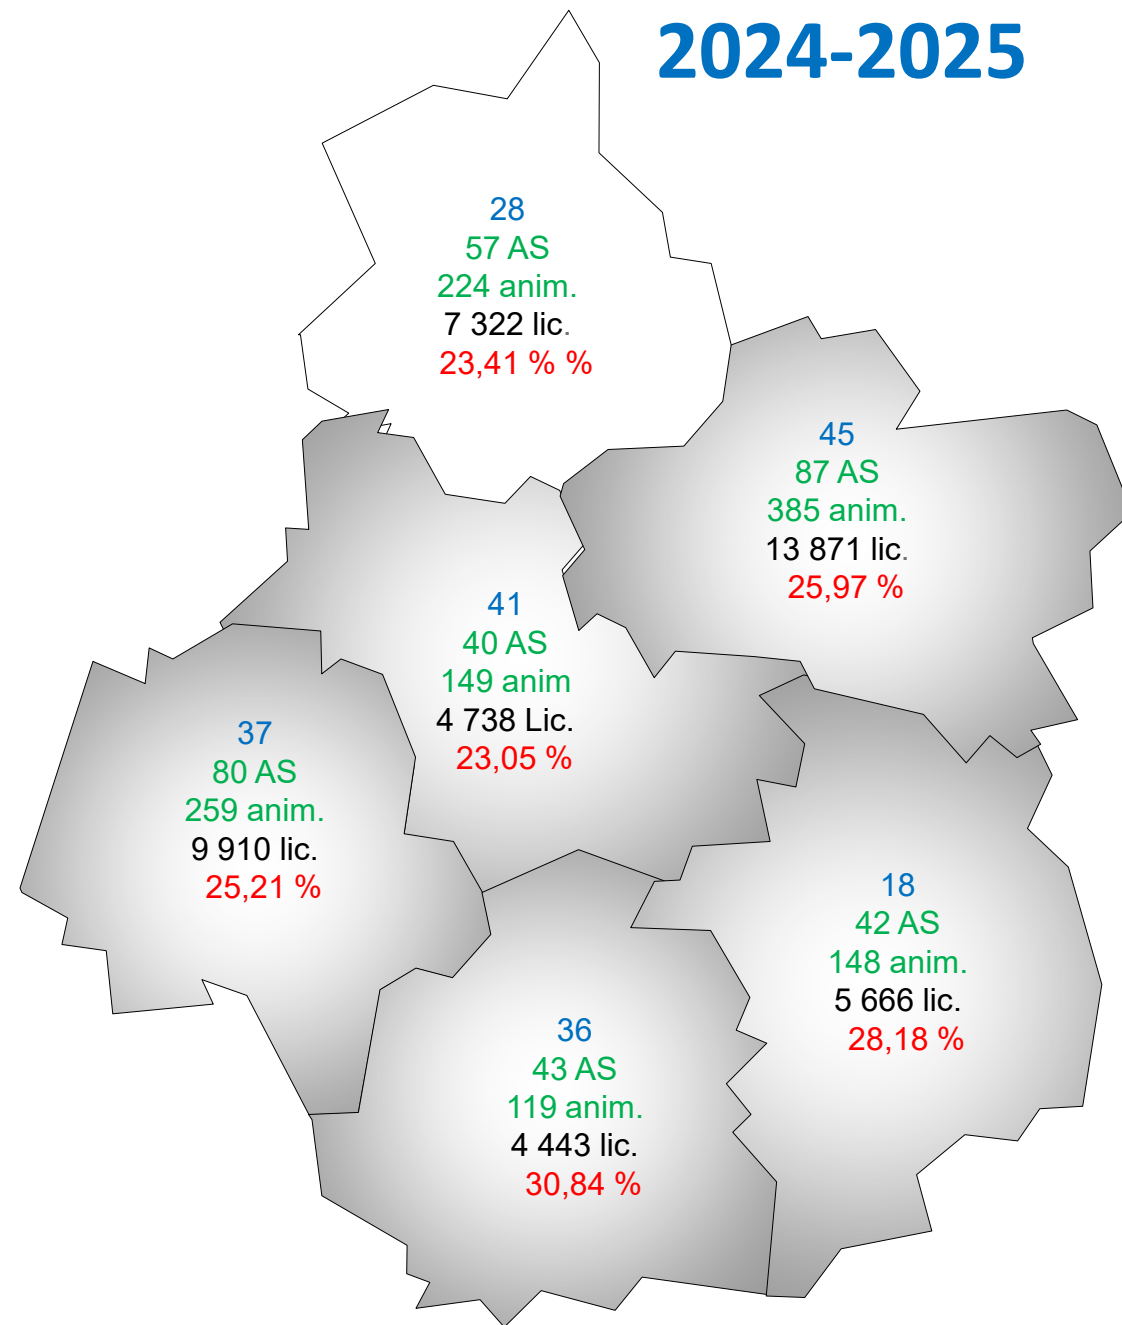 2024-2025
28
57 AS
224 anim.
7 322 lic.
23,41 % %
45
87 AS
385 anim.
13 871 lic.
25,97 %
41
40 AS
149 anim
4 738 Lic.
23,05 %
37
80 AS
259 anim.
9 910 lic.
25,21 %
18
42 AS
148 anim.
5 666 lic.
28,18 %
36
43 AS
119 anim.
4 443 lic.
30,84 %